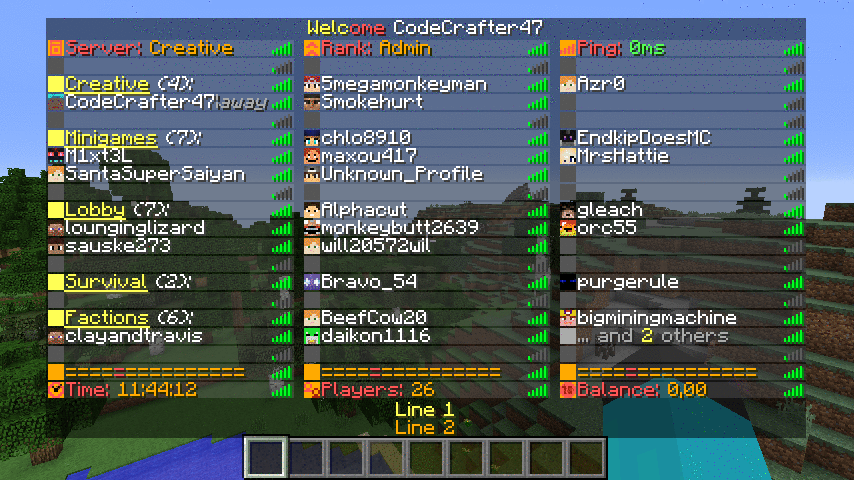 Welcome CodeCrafter47
Server: Creative Rank: Admin Ping: 0ms
Creative (4): 5megamonkeyman Azr0
CodeCrafter47|away 5mokehurt
Minigames (7): chlo8910 EndkipDoesMC
M1xt3L maxou417 MrsHattie
SantaSuperSaiyan Unknown_Profile
Lobby (7): Alphacwt gleach
lounginglizard monkeybutt2639 orc55
sauske273 will20572wil
Survival (2): Bravo_54 purgerule
Factions (6): BeefCow20 bigminingmachine
clayandtravis daikon1116 ... and 2 others
================= ================= =================
Time: 11:44:12 Players: 26 Balance: 0,00
Line 1
Line 2